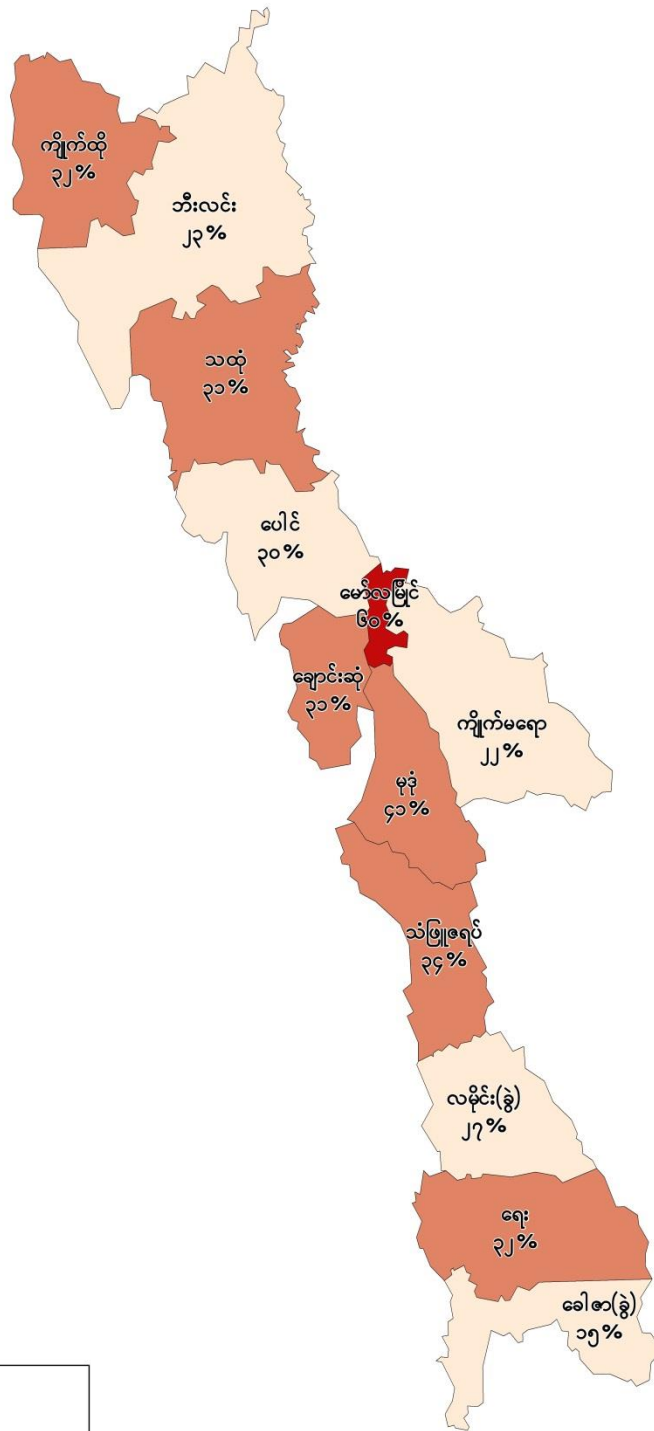 ကျိုက်ထို
၃၂%
ဘီးလင်း
၂၃%
သထုံ
၃၁%
ပေါင်
၃၀%
မော်လမြိုင်
၆၀%
ချောင်းဆုံ
၃၁%
ကျိုက်မရော
၂၂%
မုဒုံ
၄၁%
သံဖြူဇရပ်
၃၄%
လမိုင်း(ခွဲ)
၂၇%
ရေး
၃၂%
ခေါဇာ(ခွဲ)
၁၅%